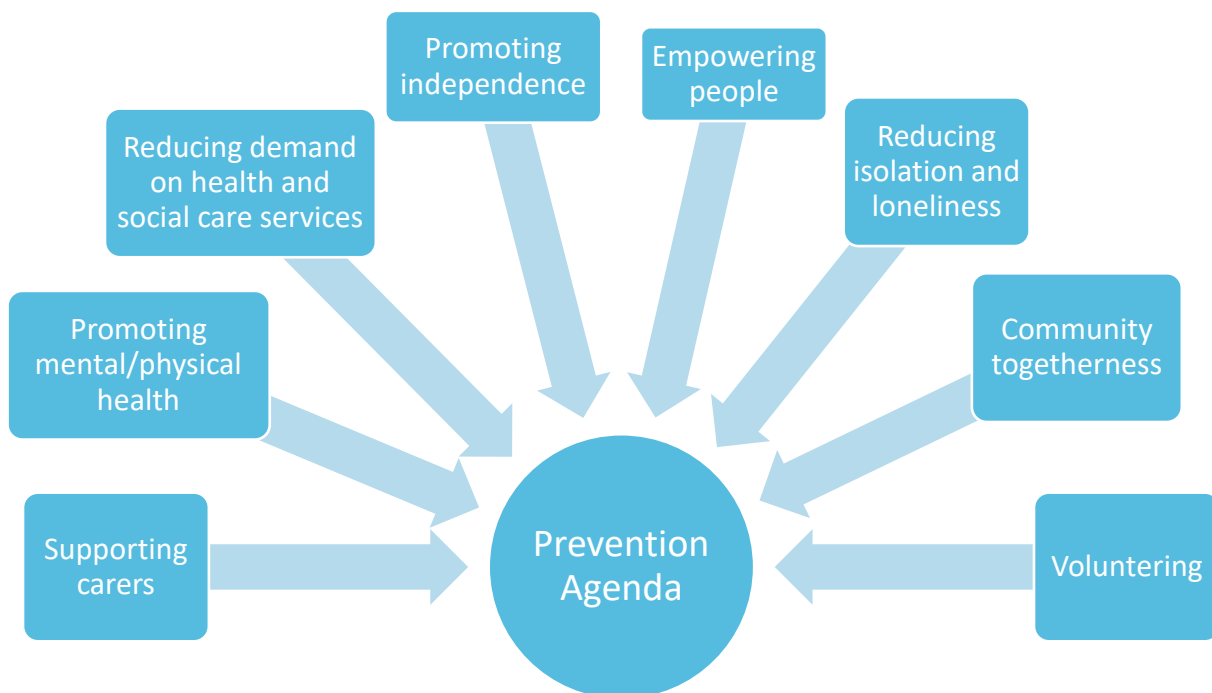 Promoting
independence
Empowering
people
Reducing demand
on health and
social care services
Reducing
isolation and
loneliness
Promoting
mental/physical
health
Community
togetherness
Supporting
carers
Prevention
Agenda
Voluntering